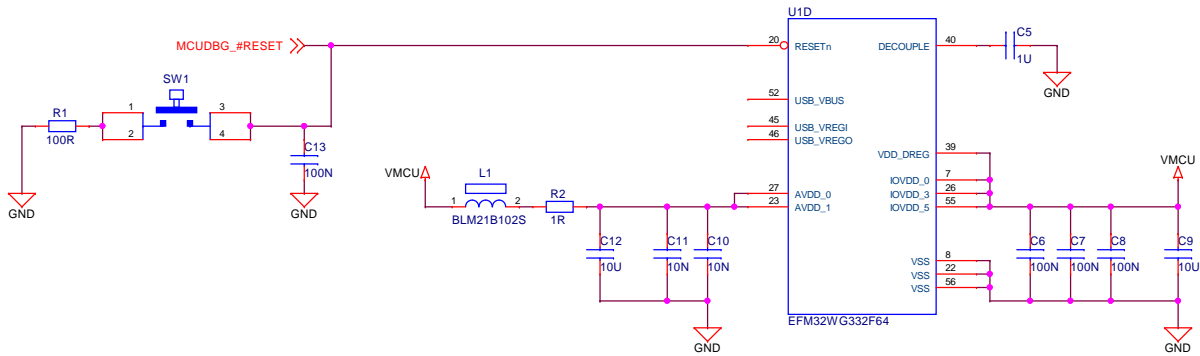 U1D
MCUDBG_#RESET
20
RESETn
DECOUPLE
40
C5
1U
GND
SW1
R1
100R
1
2
3
4
C13
100N
GND
GND
52
USB_VBUS
45
USB_VREGI
46
USB_VREGO
VMCU
L1
1
2
BLM21B102S
R2
1R
27
AVDD_0
23
AVDD_1
C12
10U
C11
10N
C10
10N
GND
VDD_DREG
39
IOVDD_0
7
IOVDD_3
26
IOVDD_5
55
VMCU
C6
100N
C7
100N
C8
100N
C9
10U
VSS
8
VSS
22
VSS
56
GND
EFM32WG332F64